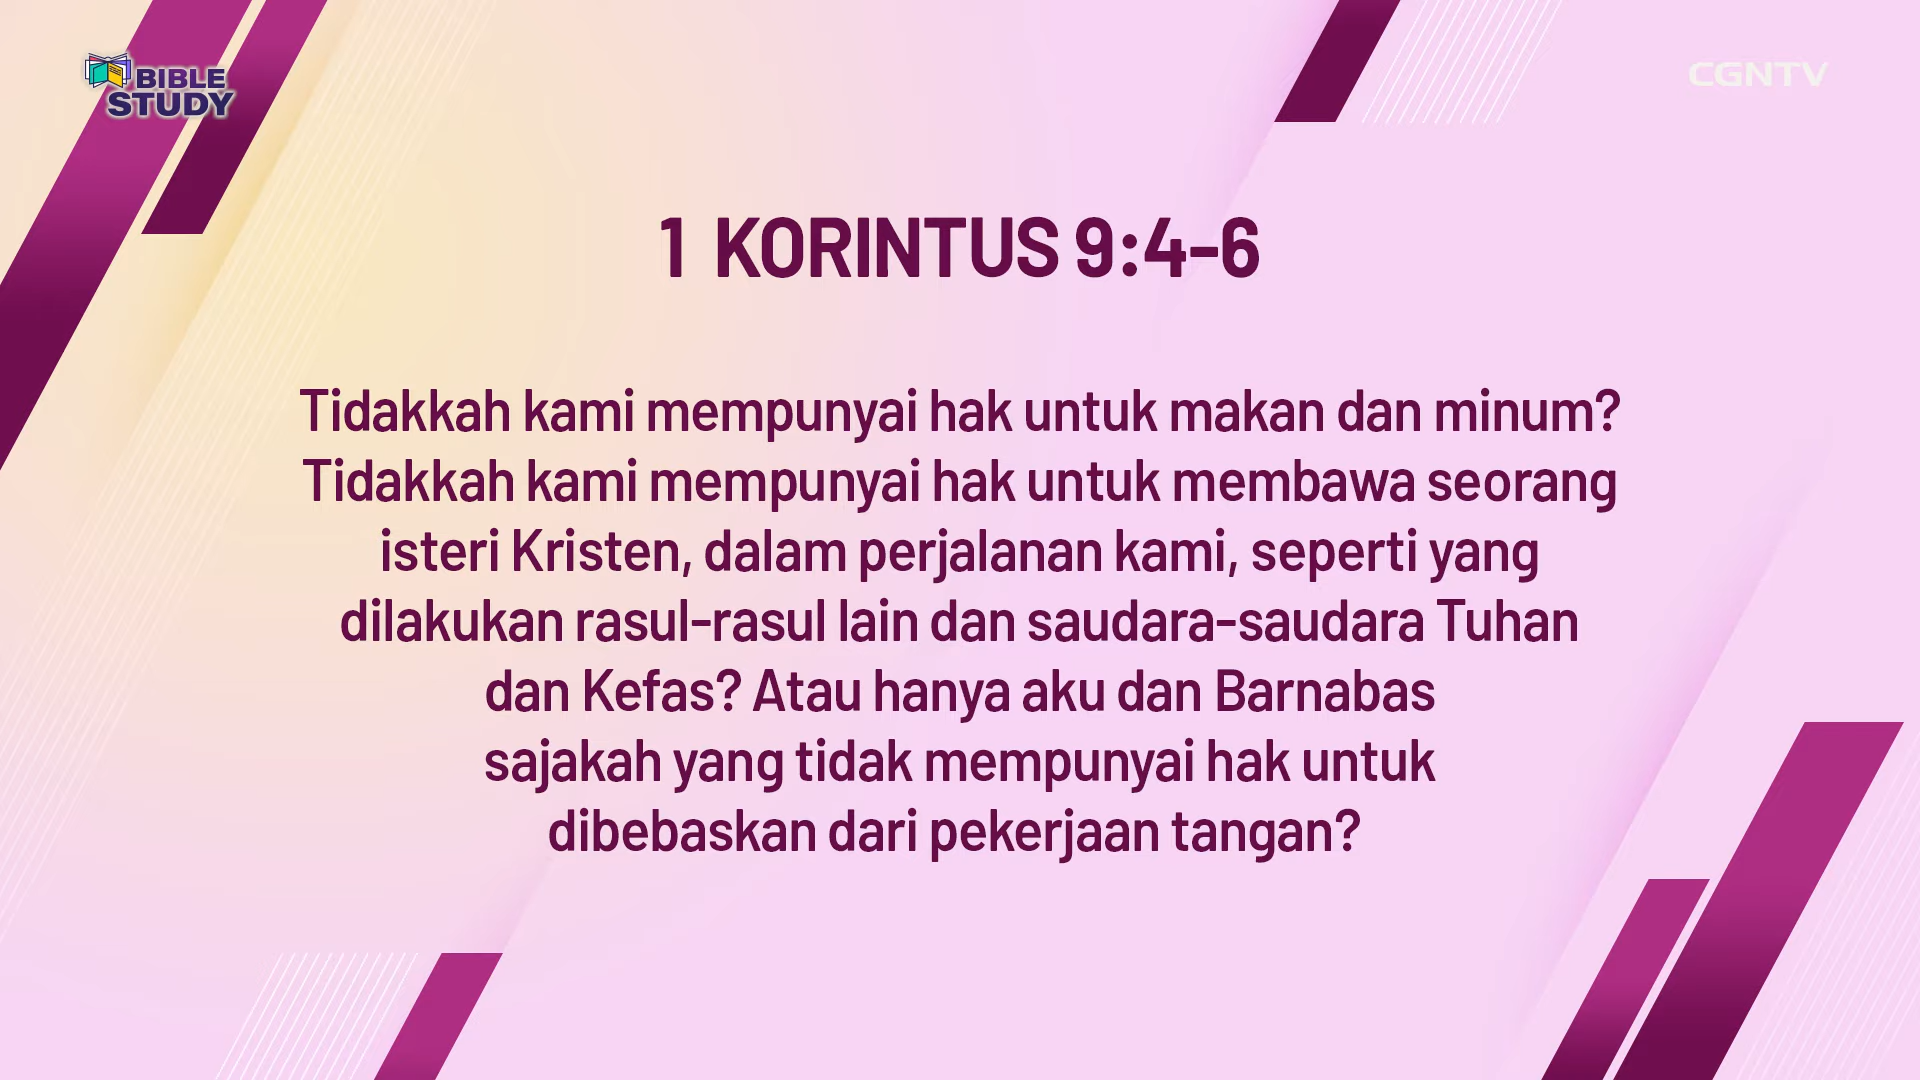 BIBLE
STUDY
CGNTV
1 KORINTUS 9:4-6
Tidakkah kami mempunyai hak untuk makan dan minum?
Tidakkah kami mempunyai hak untuk membawa seorang
isteri Kristen, dalam perjalanan kami, seperti yang
dilakukan rasul-rasul lain dan saudara-saudara Tuhan
dan Kefas? Atau hanya aku dan Barnabas
sajakah yang tidak mempunyai hak untuk
dibebaskan dari pekerjaan tangan?